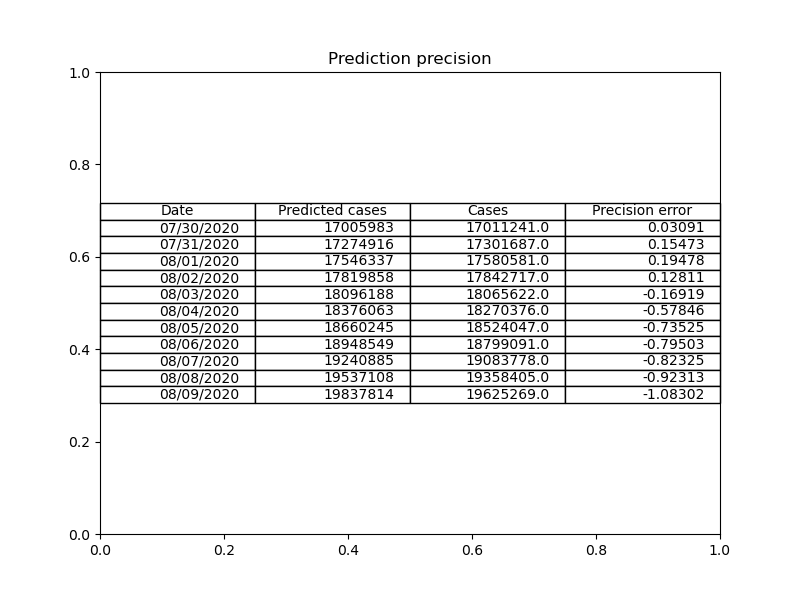 Prediction precision
1.0
0.8
Date Predicted cases Cases Precision error
07/30/2020 17005983 17011241.0 0.03091
07/31/2020 17274916 17301687.0 0.15473
0.6
08/01/2020 17546337 17580581.0 0.19478
08/02/2020 17819858 17842717.0 0.12811
08/03/2020 18096188 18065622.0 -0.16919
08/04/2020 18376063 18270376.0 -0.57846
08/05/2020 18660245 18524047.0 -0.73525
08/06/2020 18948549 18799091.0 -0.79503
0.4
08/07/2020 19240885 19083778.0 -0.82325
08/08/2020 19537108 19358405.0 -0.92313
08/09/2020 19837814 19625269.0 -1.08302
0.2
0.0
0.0 0.2 0.4 0.6 0.8 1.0